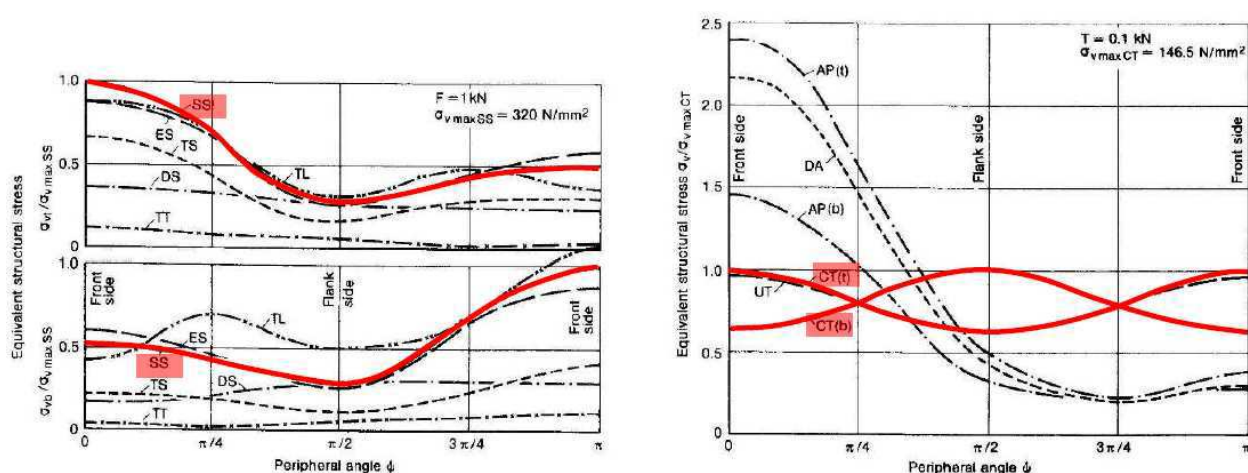 1.0
0.5
0
SS
ES
TS
DS
TT
TL
F = 1kN
σv max SS = 320 N/mm²
Equivalent structural stress
σvt/σv max SS
σvb/σv max SS
1.0
0.5
0
Front side
Flank side
Front side
SS
ES
TL
TS
DS
TT
0
π/4
π/2
3π/4
π
Peripheral angle ψ
2.5
2.0
1.5
1.0
0.5
0
Equivalent structural stress σv/σv max CT
T = 0.1 kN
σv max CT = 146.5 N/mm²
Front side
Flank side
Front side
AP(t)
DA
AP(b)
CT(t)
UT
CT(b)
0
π/4
π/2
3π/4
π
Peripheral angle ψ